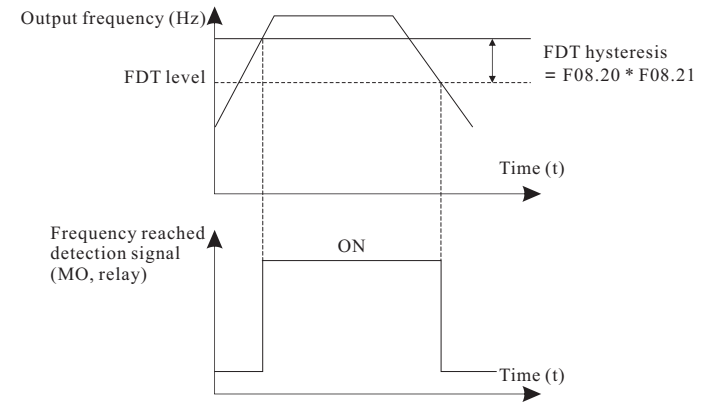 Output frequency (Hz)
FDT level
FDT hysteresis
= F08.20 * F08.21
Time (t)
Frequency reached
detection signal
(MO, relay)
ON
Time (t)